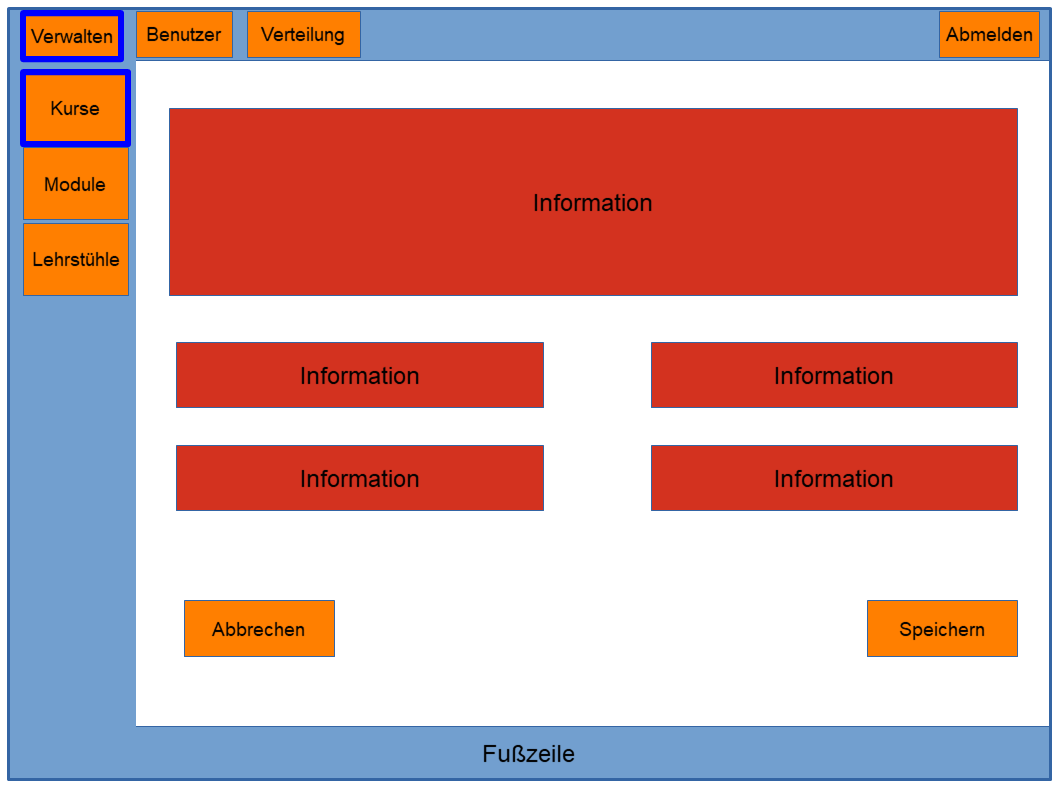 Verwalten
Benutzer
Verteilung
Abmelden
Kurse
Module
Lehrstühle
Information
Information
Information
Information
Information
Abbrechen
Speichern
Fußzeile